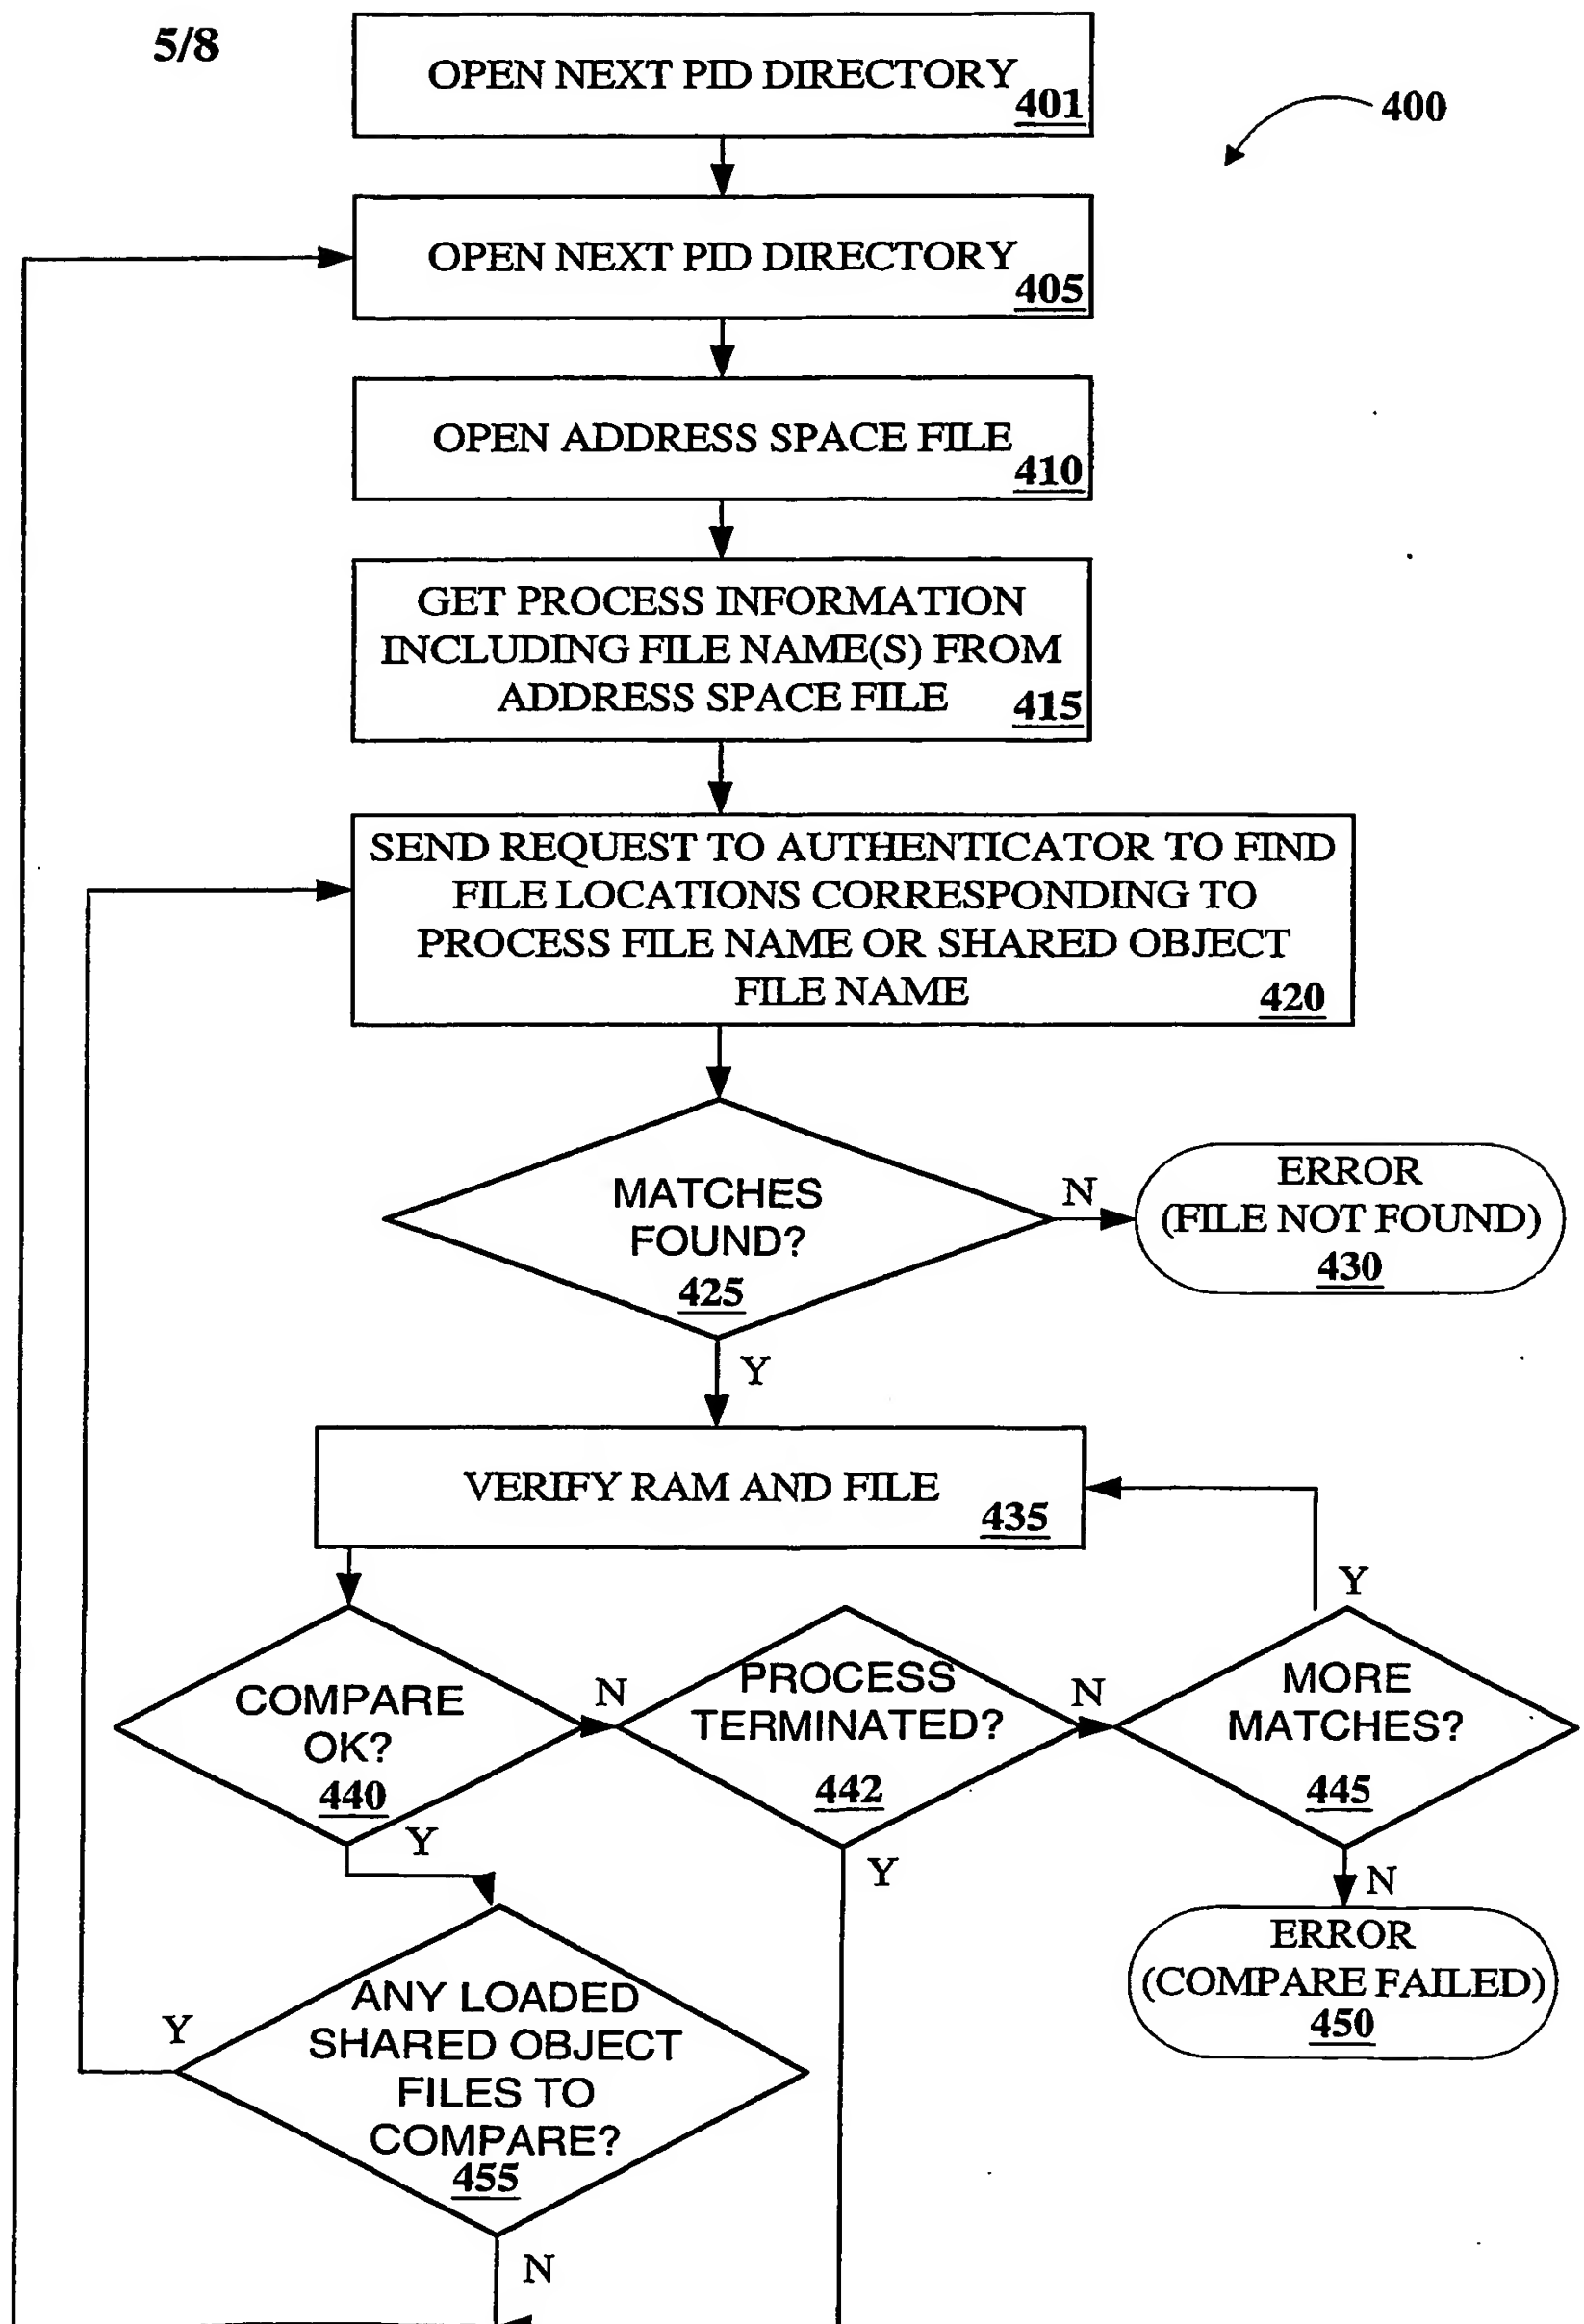 5/8
OPEN NEXT PID DIRECTORY
401
400
OPEN NEXT PID DIRECTORY
405
OPEN ADDRESS SPACE FILE
410
GET PROCESS INFORMATION
INCLUDING FILE NAME(S) FROM
ADDRESS SPACE FILE
415
SEND REQUEST TO AUTHENTICATOR TO FIND
FILE LOCATIONS CORRESPONDING TO
PROCESS FILE NAME OR SHARED OBJECT
FILE NAME
420
MATCHES
FOUND?
425
N
ERROR
(FILE NOT FOUND)
430
Y
VERIFY RAM AND FILE
435
COMPARE
OK?
440
N
PROCESS
TERMINATED?
442
N
MORE
MATCHES?
445
Y
Y
Y
N
ERROR
(COMPARE FAILED)
450
ANY LOADED
SHARED OBJECT
FILES TO
COMPARE?
455
Y
N